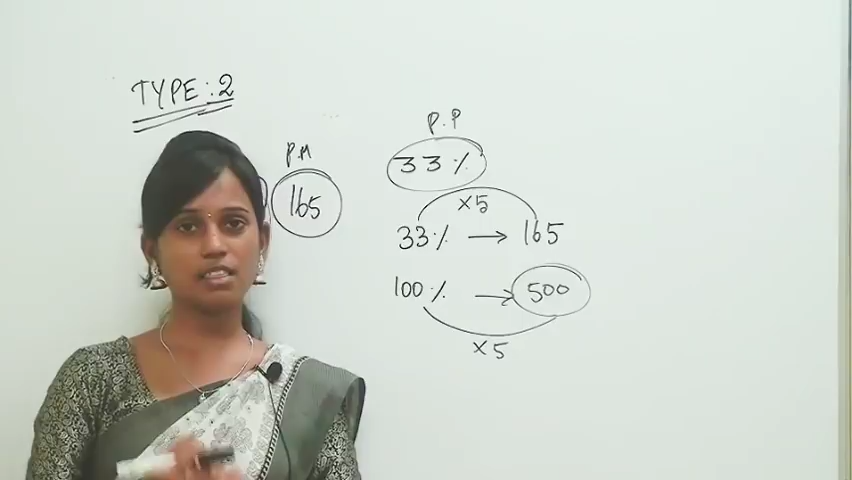 TYPE : 2
P.M
165
P.P
33%
×5
33% → 165
100% → 500
×5